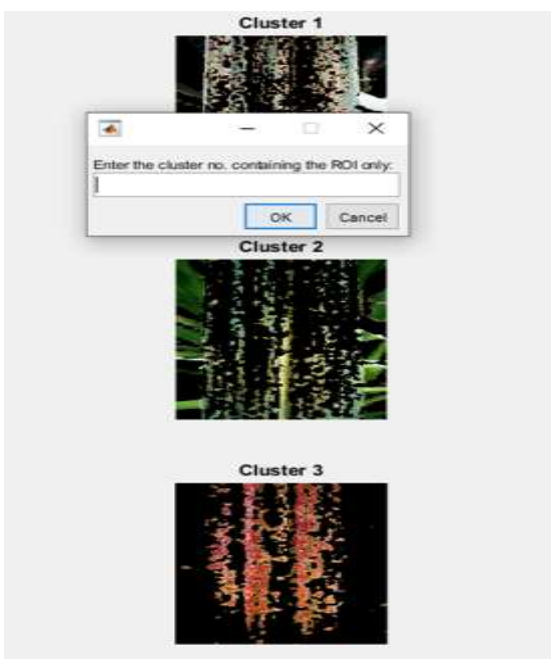 Cluster 1
Enter the cluster no. containing the ROI only:
OK Cancel
Cluster 2
Cluster 3